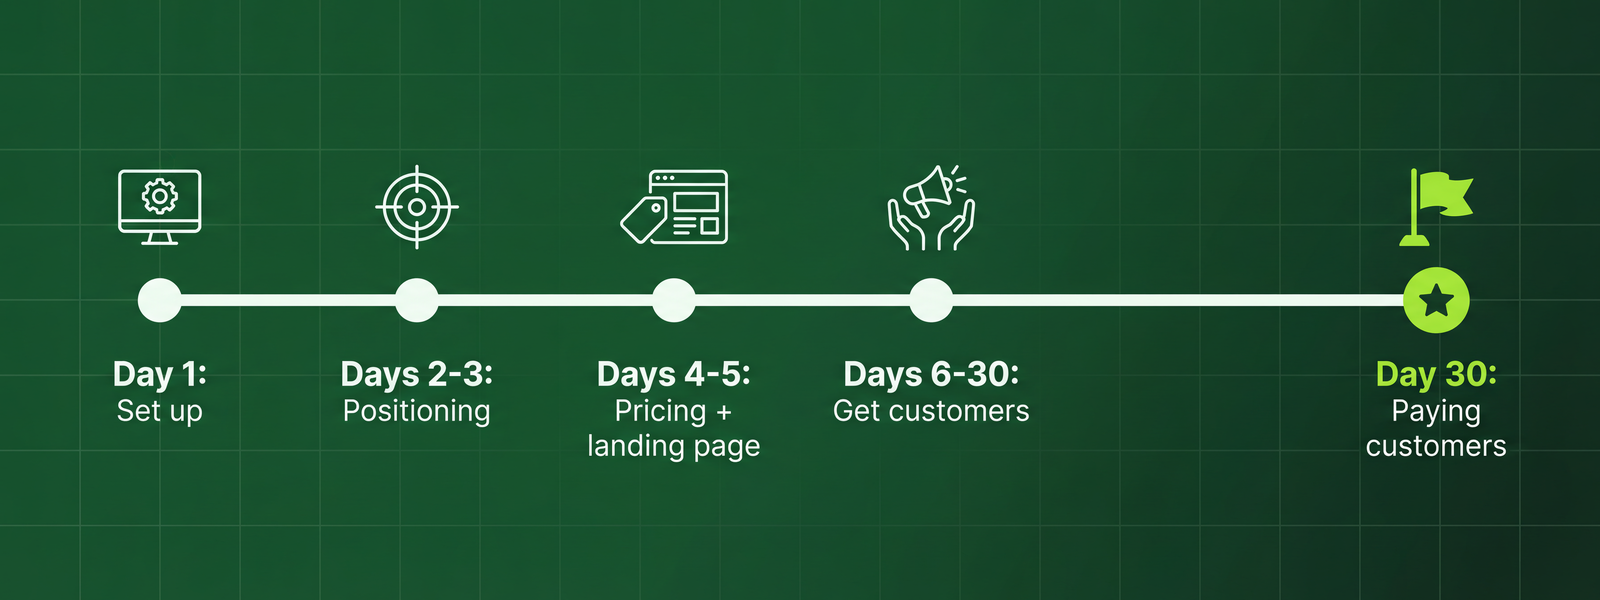 Day 1:
Set up
Days 2-3:
Positioning
Days 4-5:
Pricing +
landing page
Days 6-30:
Get customers
Day 30:
Paying
customers